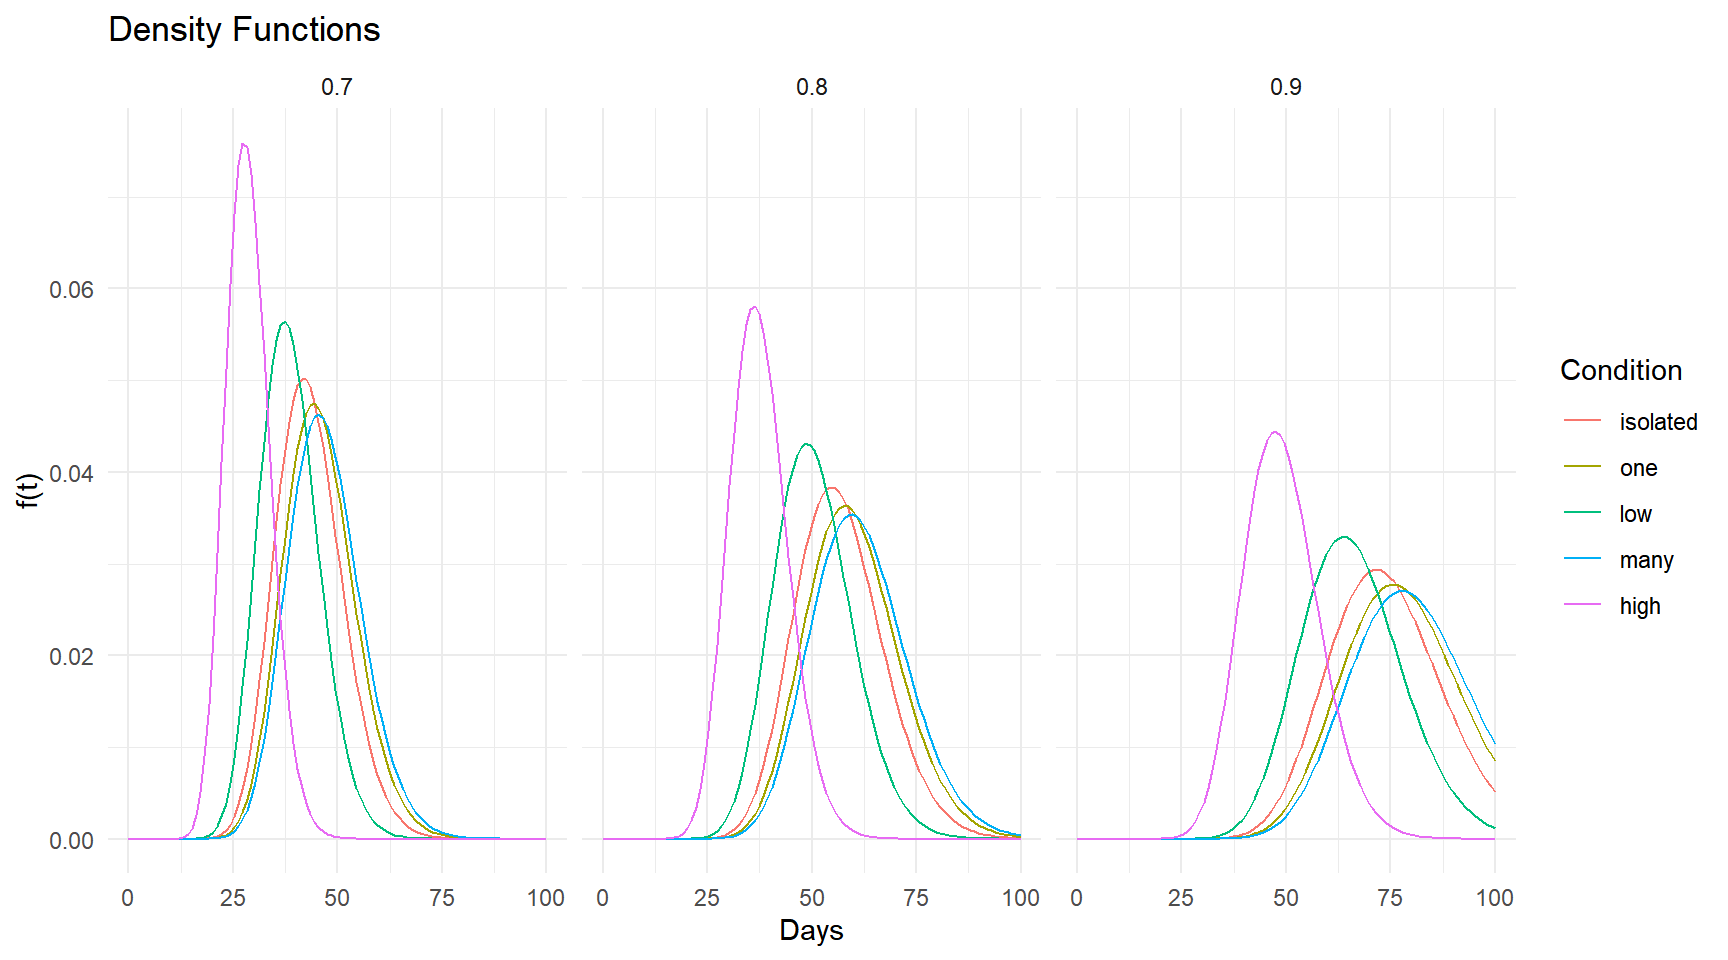 Density Functions
0.7 0.8 0.9
f(t)
0.06
0.04
0.02
0.00
0 25 50 75 100 0 25 50 75 100 0 25 50 75 100
Days
Condition
isolated
one
low
many
high